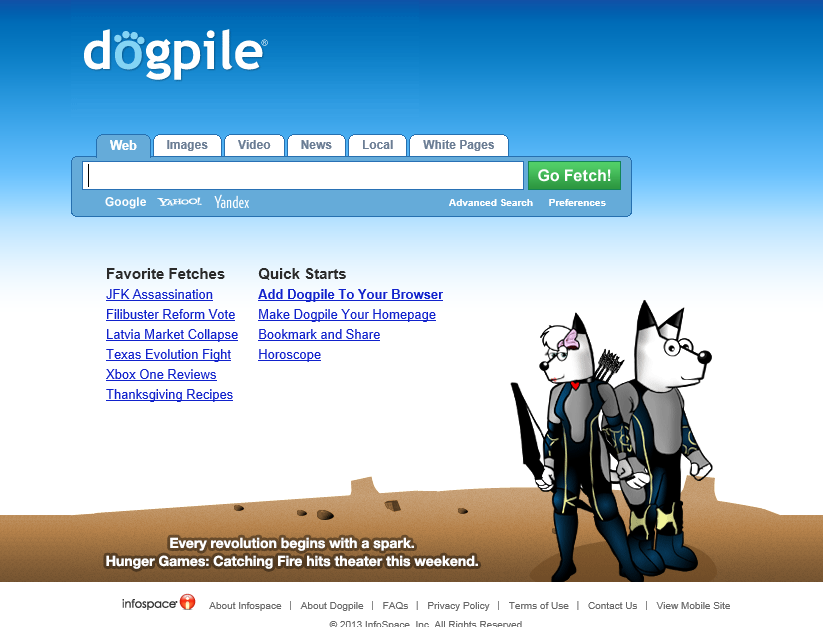 dogpile®
Web Images Video News Local White Pages
Go Fetch!
Google YAHOO! Yandex Advanced Search Preferences
Favorite Fetches
JFK Assassination
Filibuster Reform Vote
Latvia Market Collapse
Texas Evolution Fight
Xbox One Reviews
Thanksgiving Recipes
Quick Starts
Add Dogpile To Your Browser
Make Dogpile Your Homepage
Bookmark and Share
Horoscope
Every revolution begins with a spark.
Hunger Games: Catching Fire hits theater this weekend.
infospace About InfoSpace | About Dogpile | FAQs | Privacy Policy | Terms of Use | Contact Us | View Mobile Site
© 2013 InfoSpace, Inc. All Rights Reserved